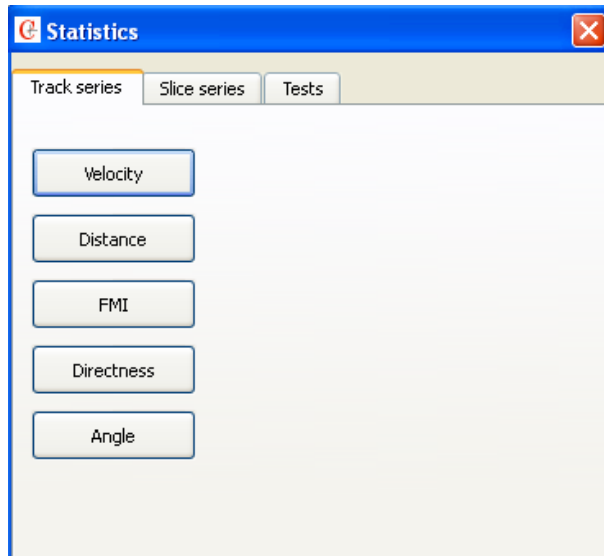 Statistics
Track series Slice series Tests
Velocity
Distance
FMI
Directness
Angle